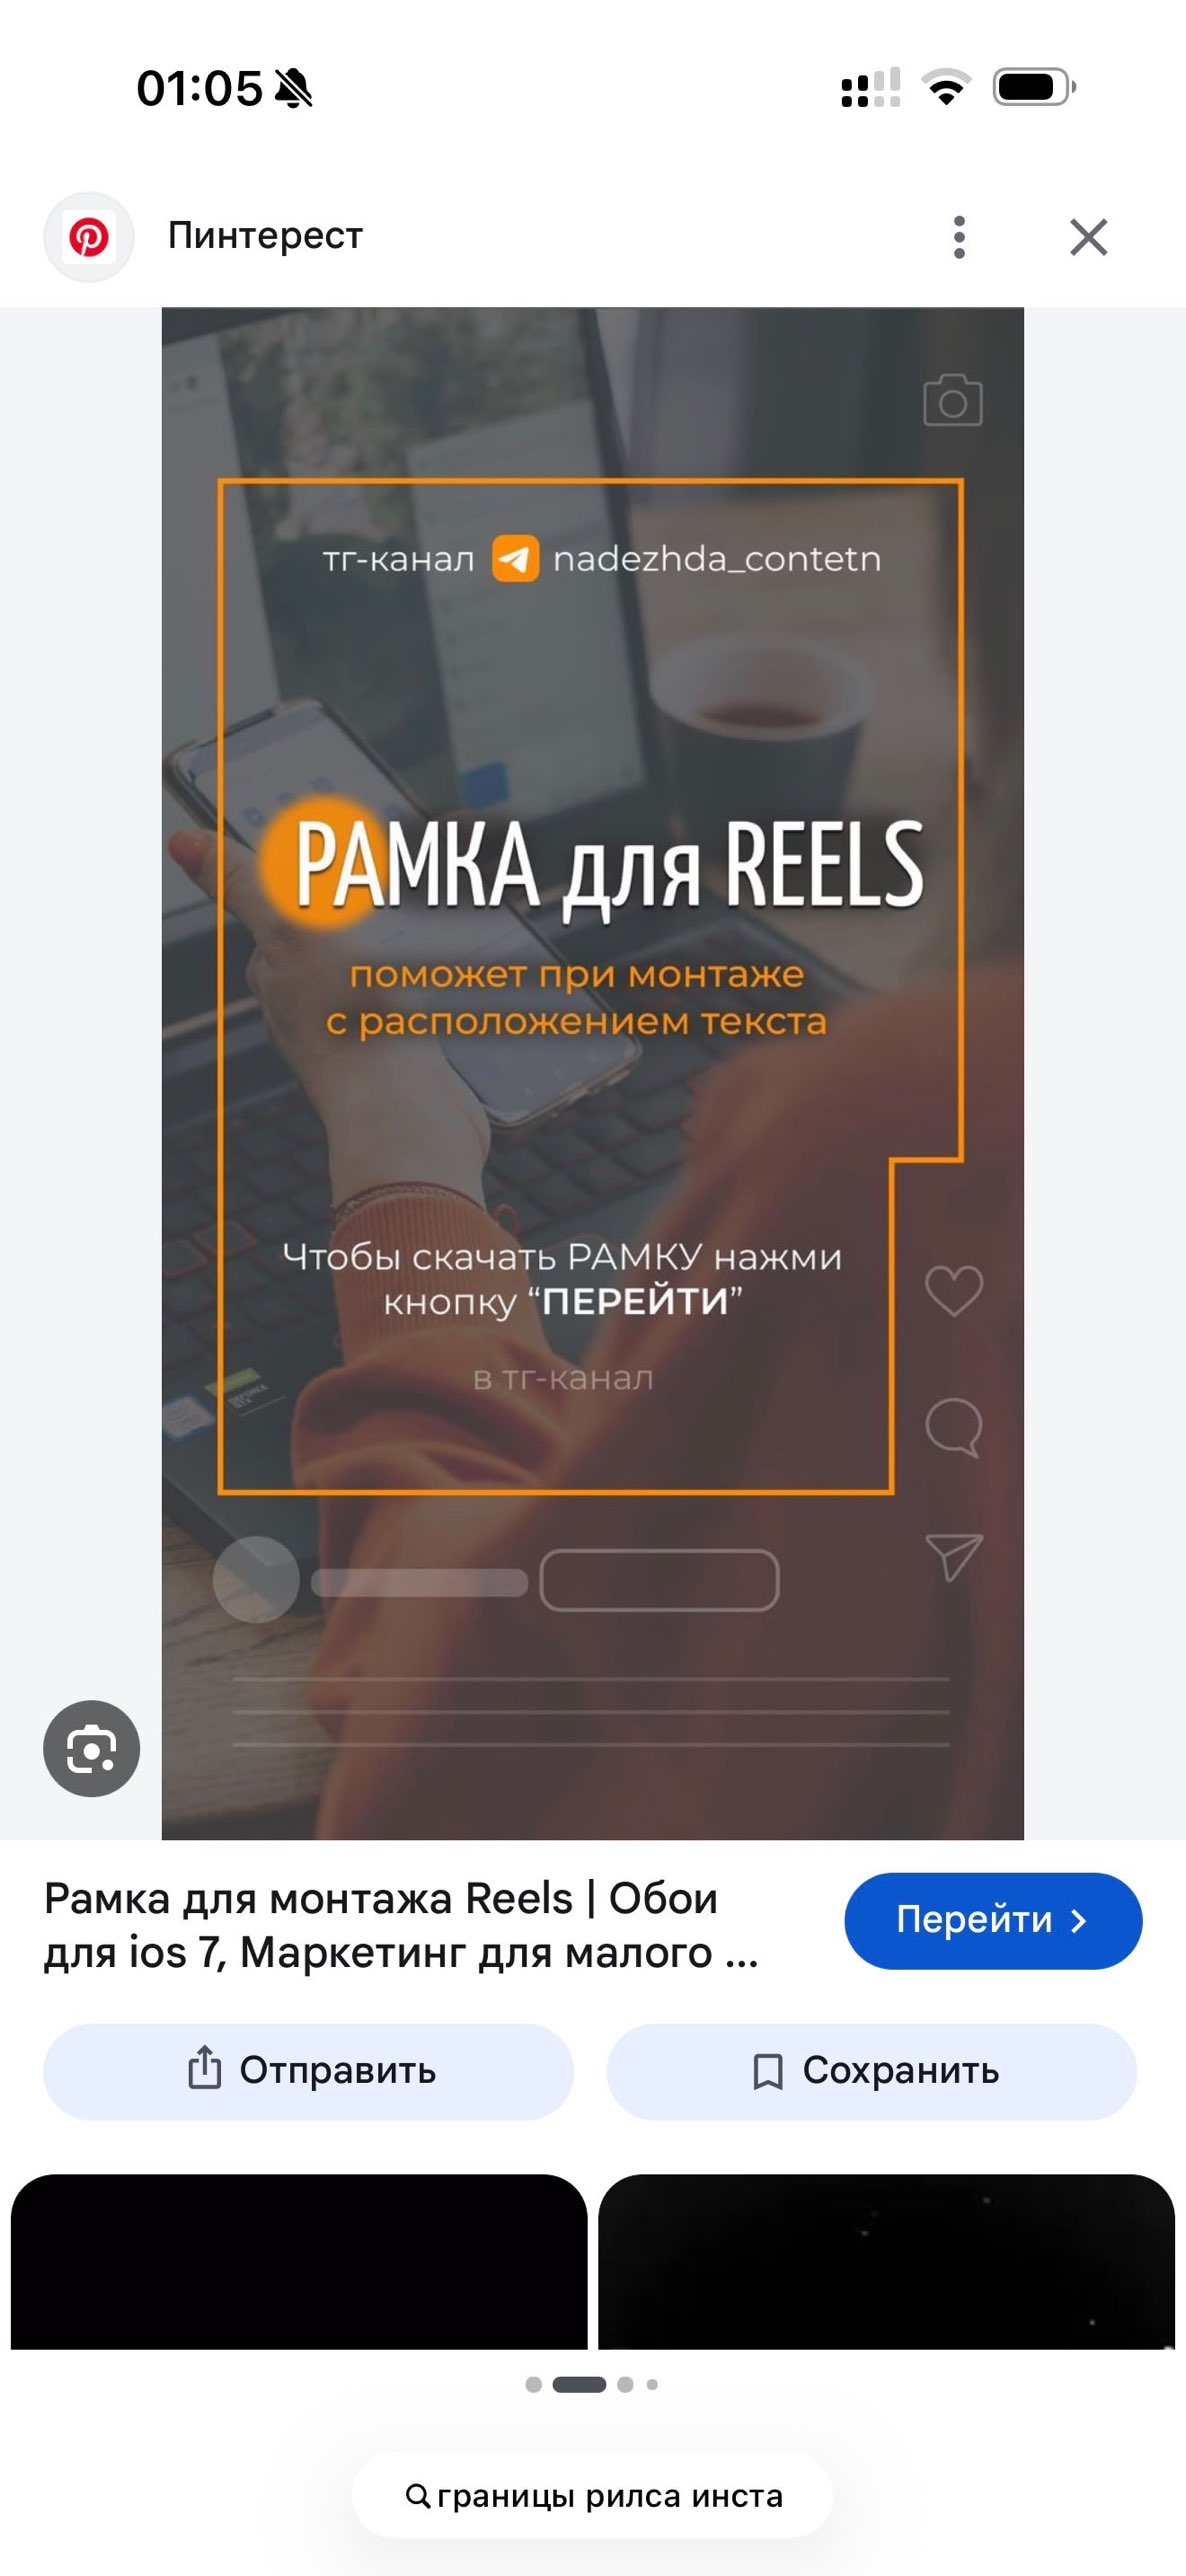 01:05
Пинтерест
тг-канал nadezhda_contetn
РАМКА для REELS
поможет при монтаже
с расположением текста
Чтобы скачать РАМКУ нажми
кнопку “ПЕРЕЙТИ”
в тг-канал
GEFORCE
GTX
Рамка для монтажа Reels | Обои
для ios 7, Маркетинг для малого ...
Перейти
Отправить
Сохранить
границы рилса инста